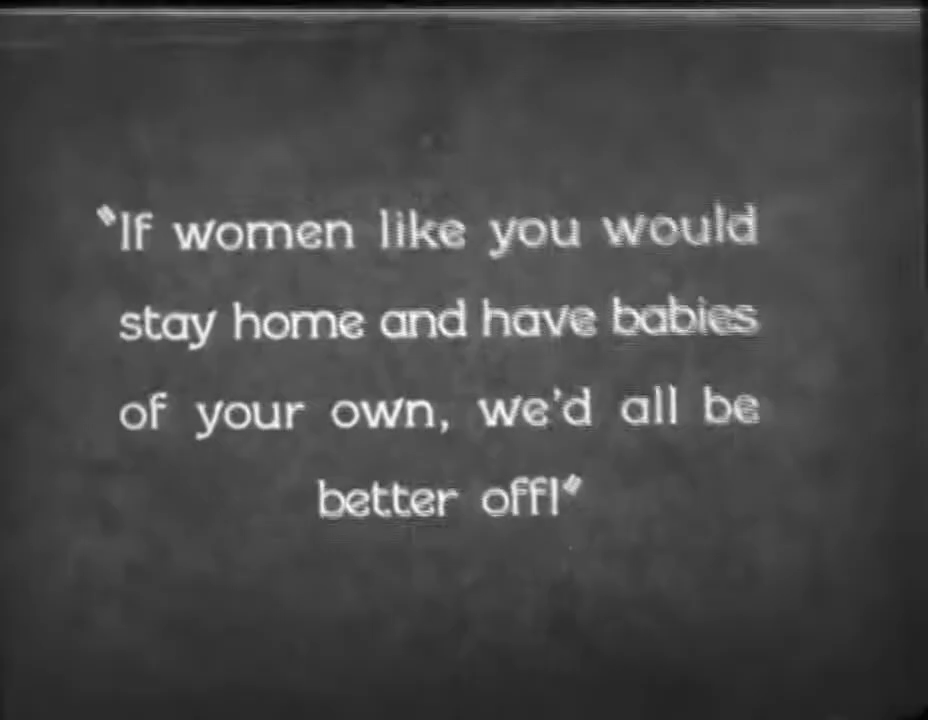 "If women like you would
stay home and have babies
of your own, we'd all be
better off!"